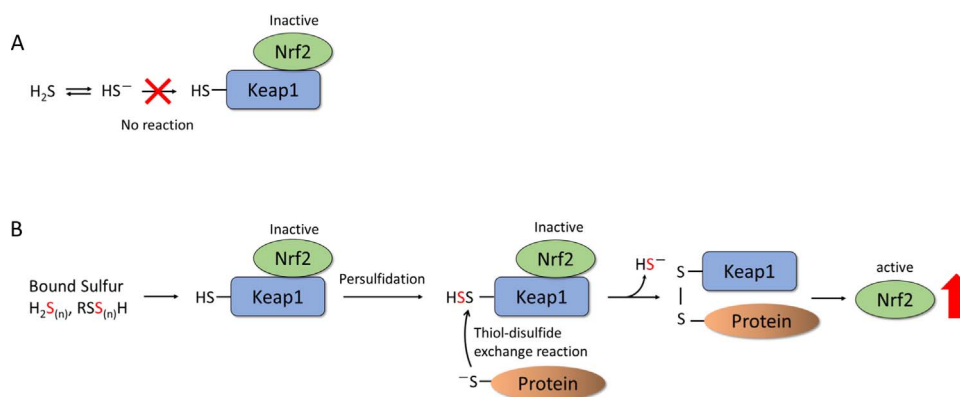 A
Inactive
Nrf2
H₂S ⇌ HS⁻ HS Keap1
No reaction
B
Inactive
Nrf2
Bound Sulfur
H₂S₍ₙ₎, RSS₍ₙ₎H
HS Keap1
Persulfidation
Inactive
Nrf2
HSS Keap1
Thiol-disulfide
exchange reaction
⁻S Protein
HS⁻
S Keap1
S Protein
active
Nrf2